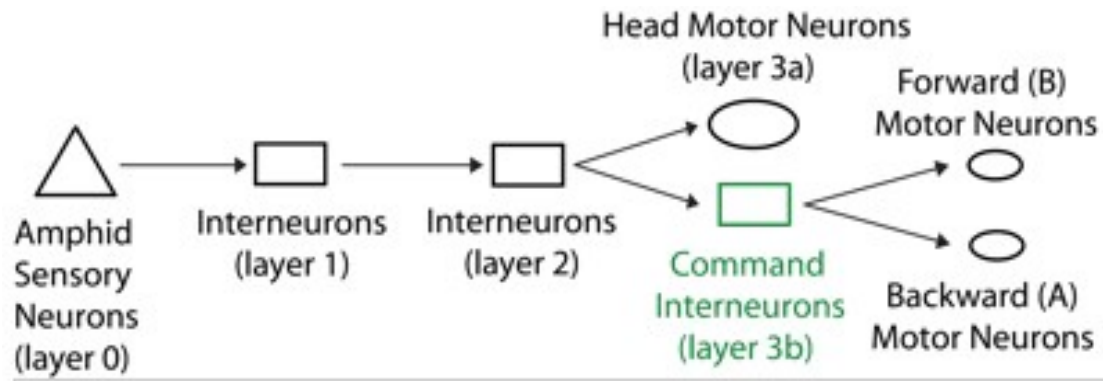 Head Motor Neurons
(layer 3a)
Forward (B)
Motor Neurons
Amphid
Sensory
Neurons
(layer 0)
Interneurons
(layer 1)
Interneurons
(layer 2)
Command
Interneurons
(layer 3b)
Backward (A)
Motor Neurons